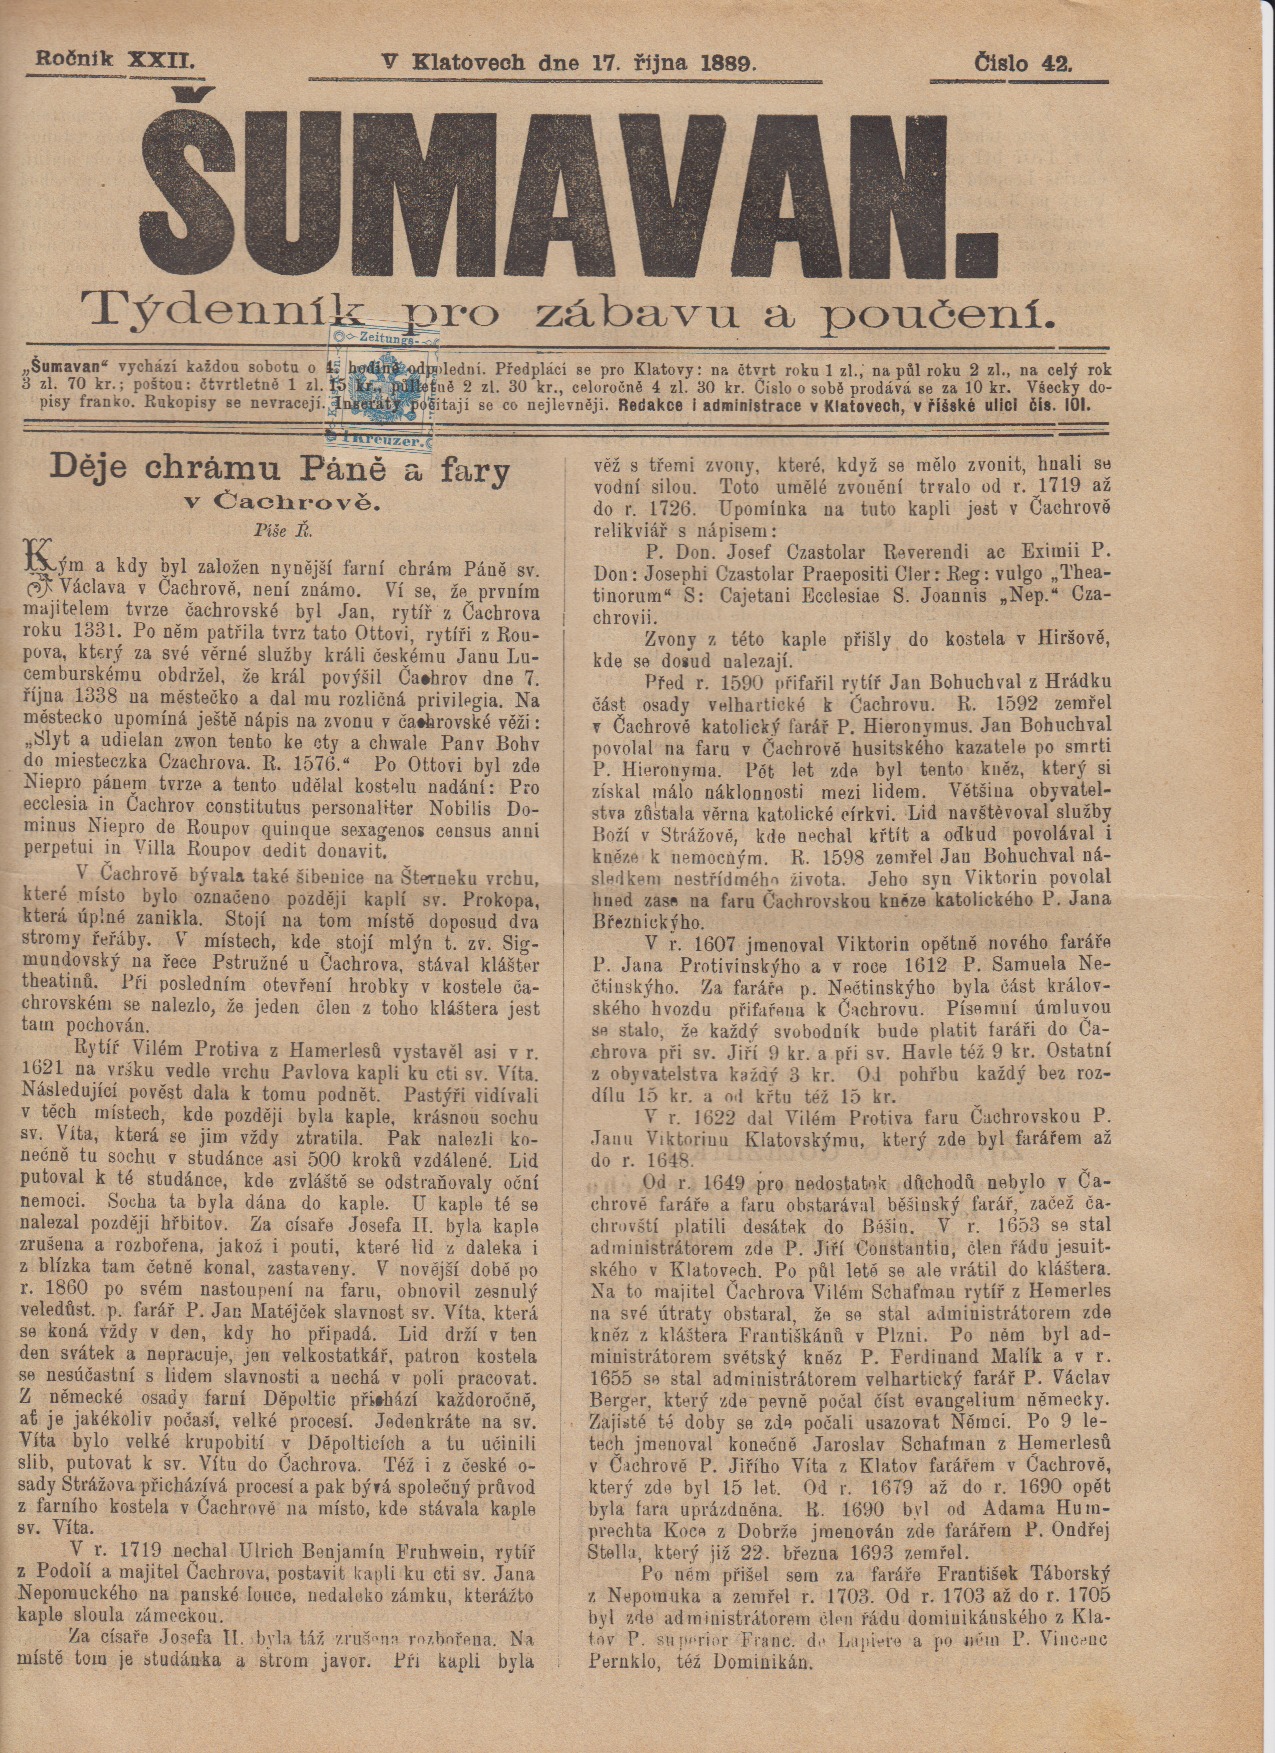 Ročník XXII.
V Klatovech dne 17. října 1889.
Číslo 42.
ŠUMAVAN.
Týdenník pro zábavu a poučení.
„Šumavan“ vychází každou sobotu o 4. hodině odpolední. Předplácí se pro Klatovy: na čtvrt roku 1 zl., na půl roku 2 zl., na celý rok
3 zl. 70 kr.; poštou: čtvrtletně 1 zl. 15 kr., půlletně 2 zl. 30 kr., celoročně 4 zl. 30 kr. Číslo o sobě prodává se za 10 kr. Všecky do-
pisy franko. Rukopisy se nevracejí. Inseráty počítají se co nejlevněji. Redakce i administrace v Klatovech, v říšské ulici čís. 101.
Zeitungs-
1 Kreuzer.
Děje chrámu Páně a fary
v Čachrově.
Píše Ř.
Kým a kdy byl založen nynější farní chrám Páně sv.
Václava v Čachrově, není známo. Ví se, že prvním
majitelem tvrze čachrovské byl Jan, rytíř z Čachrova
roku 1331. Po něm patřila tvrz tato Ottovi, rytíři z Rou-
pova, který za své věrné služby králi českému Janu Lu-
cemburskému obdržel, že král povýšil Čachrov dne 7.
října 1338 na městečko a dal mu rozličná privilegia. Na
městecko upomíná ještě nápis na zvonu v čachrovské věži:
„Slyt a udielan zwon tento ke cty a chwale Panv Bohv
do miesteczka Czachrova. R. 1576.“ Po Ottovi byl zde
Niepro pánem tvrze a tento udělal kostelu nadání: Pro
ecclesia in Čachrov constitutus personaliter Nobilis Do-
minus Niepro de Roupov quinque sexagenos census anni
perpetui in Villa Roupov dedit donavit.
V Čachrově bývala také šibenice na Šterneku vrchu,
které místo bylo označeno později kaplí sv. Prokopa,
která úplně zanikla. Stojí na tom místě doposud dva
stromy řeřáby. V místech, kde stojí mlýn t. zv. Sig-
mundovský na řece Pstružné u Čachrova, stával klášter
theatinů. Při posledním otevření hrobky v kostele ča-
chrovském se nalezlo, že jeden člen z toho kláštera jest
tam pochován.
Rytíř Vilém Protiva z Hamerlesů vystavěl asi v r.
1621 na vršku vedle vrchu Pavlova kapli ku cti sv. Víta.
Následující pověst dala k tomu podnět. Pastýři vidívali
v těch místech, kde později byla kaple, krásnou sochu
sv. Víta, která se jim vždy ztratila. Pak nalezli ko-
nečně tu sochu v studánce asi 500 kroků vzdálené. Lid
putoval k té studánce, kde zvláště se odstraňovaly oční
nemoci. Socha ta byla dána do kaple. U kaple té se
nalezal později hřbitov. Za císaře Josefa II. byla kaple
zrušena a rozbořena, jakož i pouti, které lid z daleka i
z blízka tam četně konal, zastaveny. V novější době po
r. 1860 po svém nastoupení na faru, obnovil zesnulý
veledůst. p. farář P. Jan Matějček slavnost sv. Víta, která
se koná vždy v den, kdy ho připadá. Lid drží v ten
den svátek a nepracuje, jen velkostatkář, patron kostela
se nesúčastní s lidem slavnosti a nechá v poli pracovat.
Z německé osady farní Děpoltic přichází každoročně,
ať je jakékoliv počasí, velké procesí. Jedenkráte na sv.
Víta bylo velké krupobití v Děpolticích a tu učinili
slib, putovat k sv. Vítu do Čachrova. Též i z české o-
sady Strážova přicházívá procesí a pak bývá společný průvod
z farního kostela v Čachrově na místo, kde stávala kaple
sv. Víta.
V r. 1719 nechal Ulrich Benjamín Fruhwein, rytíř
z Podolí a majitel Čachrova, postavit kapli ku cti sv. Jana
Nepomuckého na panské louce, nedaleko zámku, kterážto
kaple sloula zámeckou.
Za císaře Josefa II. byla táž zrušena rozbořena. Na
místě tom je studánka a strom javor. Při kapli byla
věž s třemi zvony, které, když se mělo zvonit, hnali se
vodní silou. Toto umělé zvonění trvalo od r. 1719 až
do r. 1726. Upomínka na tuto kapli jest v Čachrově
relikviář s nápisem:
P. Don. Josef Czastolar Reverendi ac Eximii P.
Don: Josephi Czastolar Praepositi Cler: Reg: vulgo „Thea-
tinorum“ S: Cajetani Ecclesiae S. Joannis „Nep.“ Cza-
chrovii.
Zvony z této kaple přišly do kostela v Hiršově,
kde se dosud nalezají.
Před r. 1590 přifařil rytíř Jan Bohuchval z Hrádku
část osady velhartické k Čachrovu. R. 1592 zemřel
v Čachrově katolický farář P. Hieronymus. Jan Bohuchval
povolal na faru v Čachrově husitského kazatele po smrti
P. Hieronyma. Pět let zde byl tento kněz, který si
získal málo náklonnosti mezi lidem. Většina obyvatel-
stva zůstala věrna katolické církvi. Lid navštěvoval služby
Boží v Strážově, kde nechal křtít a odkud povolával i
kněze k nemocným. R. 1598 zemřel Jan Bohuchval ná-
sledkem nestřídmého života. Jeho syn Viktorin povolal
hned zase na faru Čachrovskou kněze katolického P. Jana
Březnického.
V r. 1607 jmenoval Viktorin opětně nového faráře
P. Jana Protivinskýho a v roce 1612 P. Samuela Ne-
čtinskýho. Za faráře p. Nečtinskýho byla část králov-
ského hvozdu přifařena k Čachrovu. Písemní úmluvou
se stalo, že každý svobodník bude platit faráři do Ča-
chrova při sv. Jiří 9 kr. a při sv. Havle též 9 kr. Ostatní
z obyvatelstva každý 3 kr. Od pohřbu každý bez roz-
dílu 15 kr. a od křtu též 15 kr.
V r. 1622 dal Vilém Protiva faru Čachrovskou P.
Janu Viktorinu Klatovskýmu, který zde byl farářem až
do r. 1648.
Od r. 1649 pro nedostatek důchodů nebylo v Ča-
chrově faráře a faru obstarával běšinský farář, začež ča-
chrovští platili desátek do Běšin. V r. 1653 se stal
administrátorem zde P. Jiří Constantin, člen řádu jesuit-
ského v Klatovech. Po půl letě se ale vrátil do kláštera.
Na to majitel Čachrova Vilém Schafman rytíř z Hemerles
na své útraty obstaral, že se stal administrátorem zde
kněz z kláštera Františkánů v Plzni. Po něm byl ad-
ministrátorem světský kněz P. Ferdinand Malík a v r.
1655 se stal administrátorem velhartický farář P. Václav
Berger, který zde pevně počal číst evangelium německy.
Zajisté té doby se zde počali usazovat Němci. Po 9 le-
tech jmenoval konečně Jaroslav Schafman z Hemerlesů
v Čachrově P. Jiřího Víta z Klatov farářem v Čachrově,
který zde byl 15 let. Od r. 1679 až do r. 1690 opět
byla fara uprázdněna. R. 1690 byl od Adama Hum-
prechta Koce z Dobrže jmenován zde farářem P. Ondřej
Stella, který již 22. března 1693 zemřel.
Po něm přišel sem za faráře František Táborský
z Nepomuka a zemřel r. 1703. Od r. 1703 až do r. 1705
byl zde administrátorem člen řádu dominikánského z Kla-
tov P. superior Franc. de Lapiere a po něm P. Vincenc
Pernklo, též Dominikán.